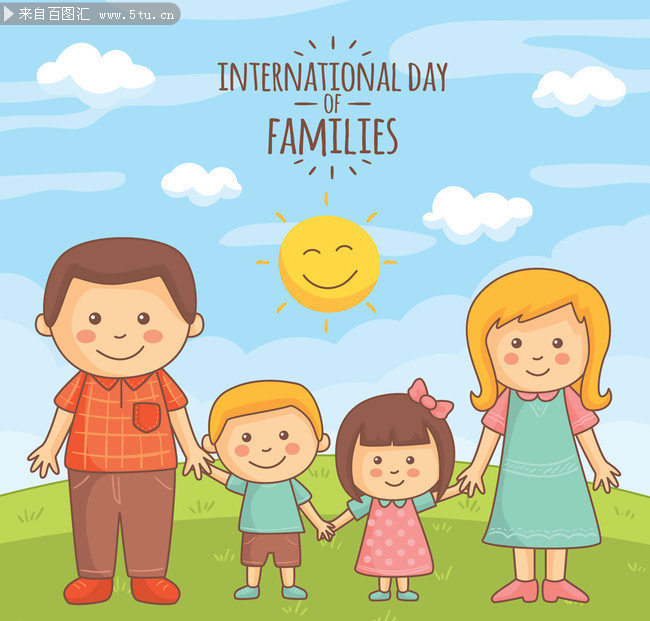 来自百图汇 www.5tu.cn
INTERNATIONAL DAY
OF
FAMILIES